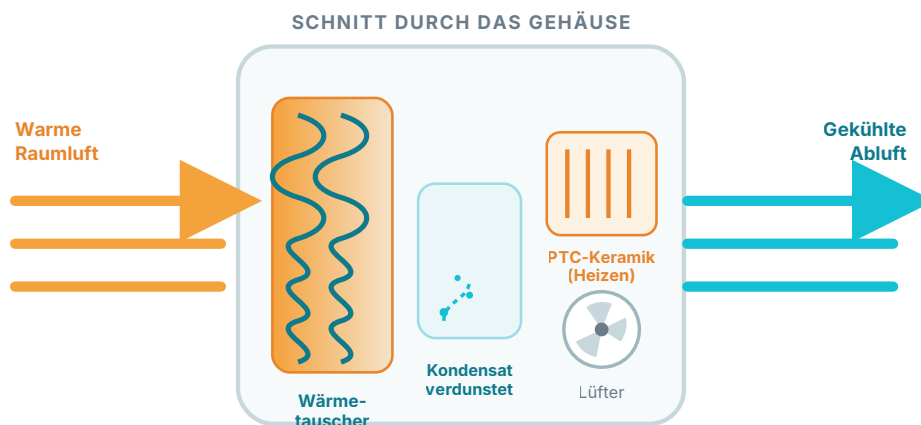 SCHNITT DURCH DAS GEHÄUSE
Warme
Raumluft
Gekühlte
Abluft
PTC-Keramik
(Heizen)
Kondensat
verdunstet
Lüfter
Wärme-
tauscher